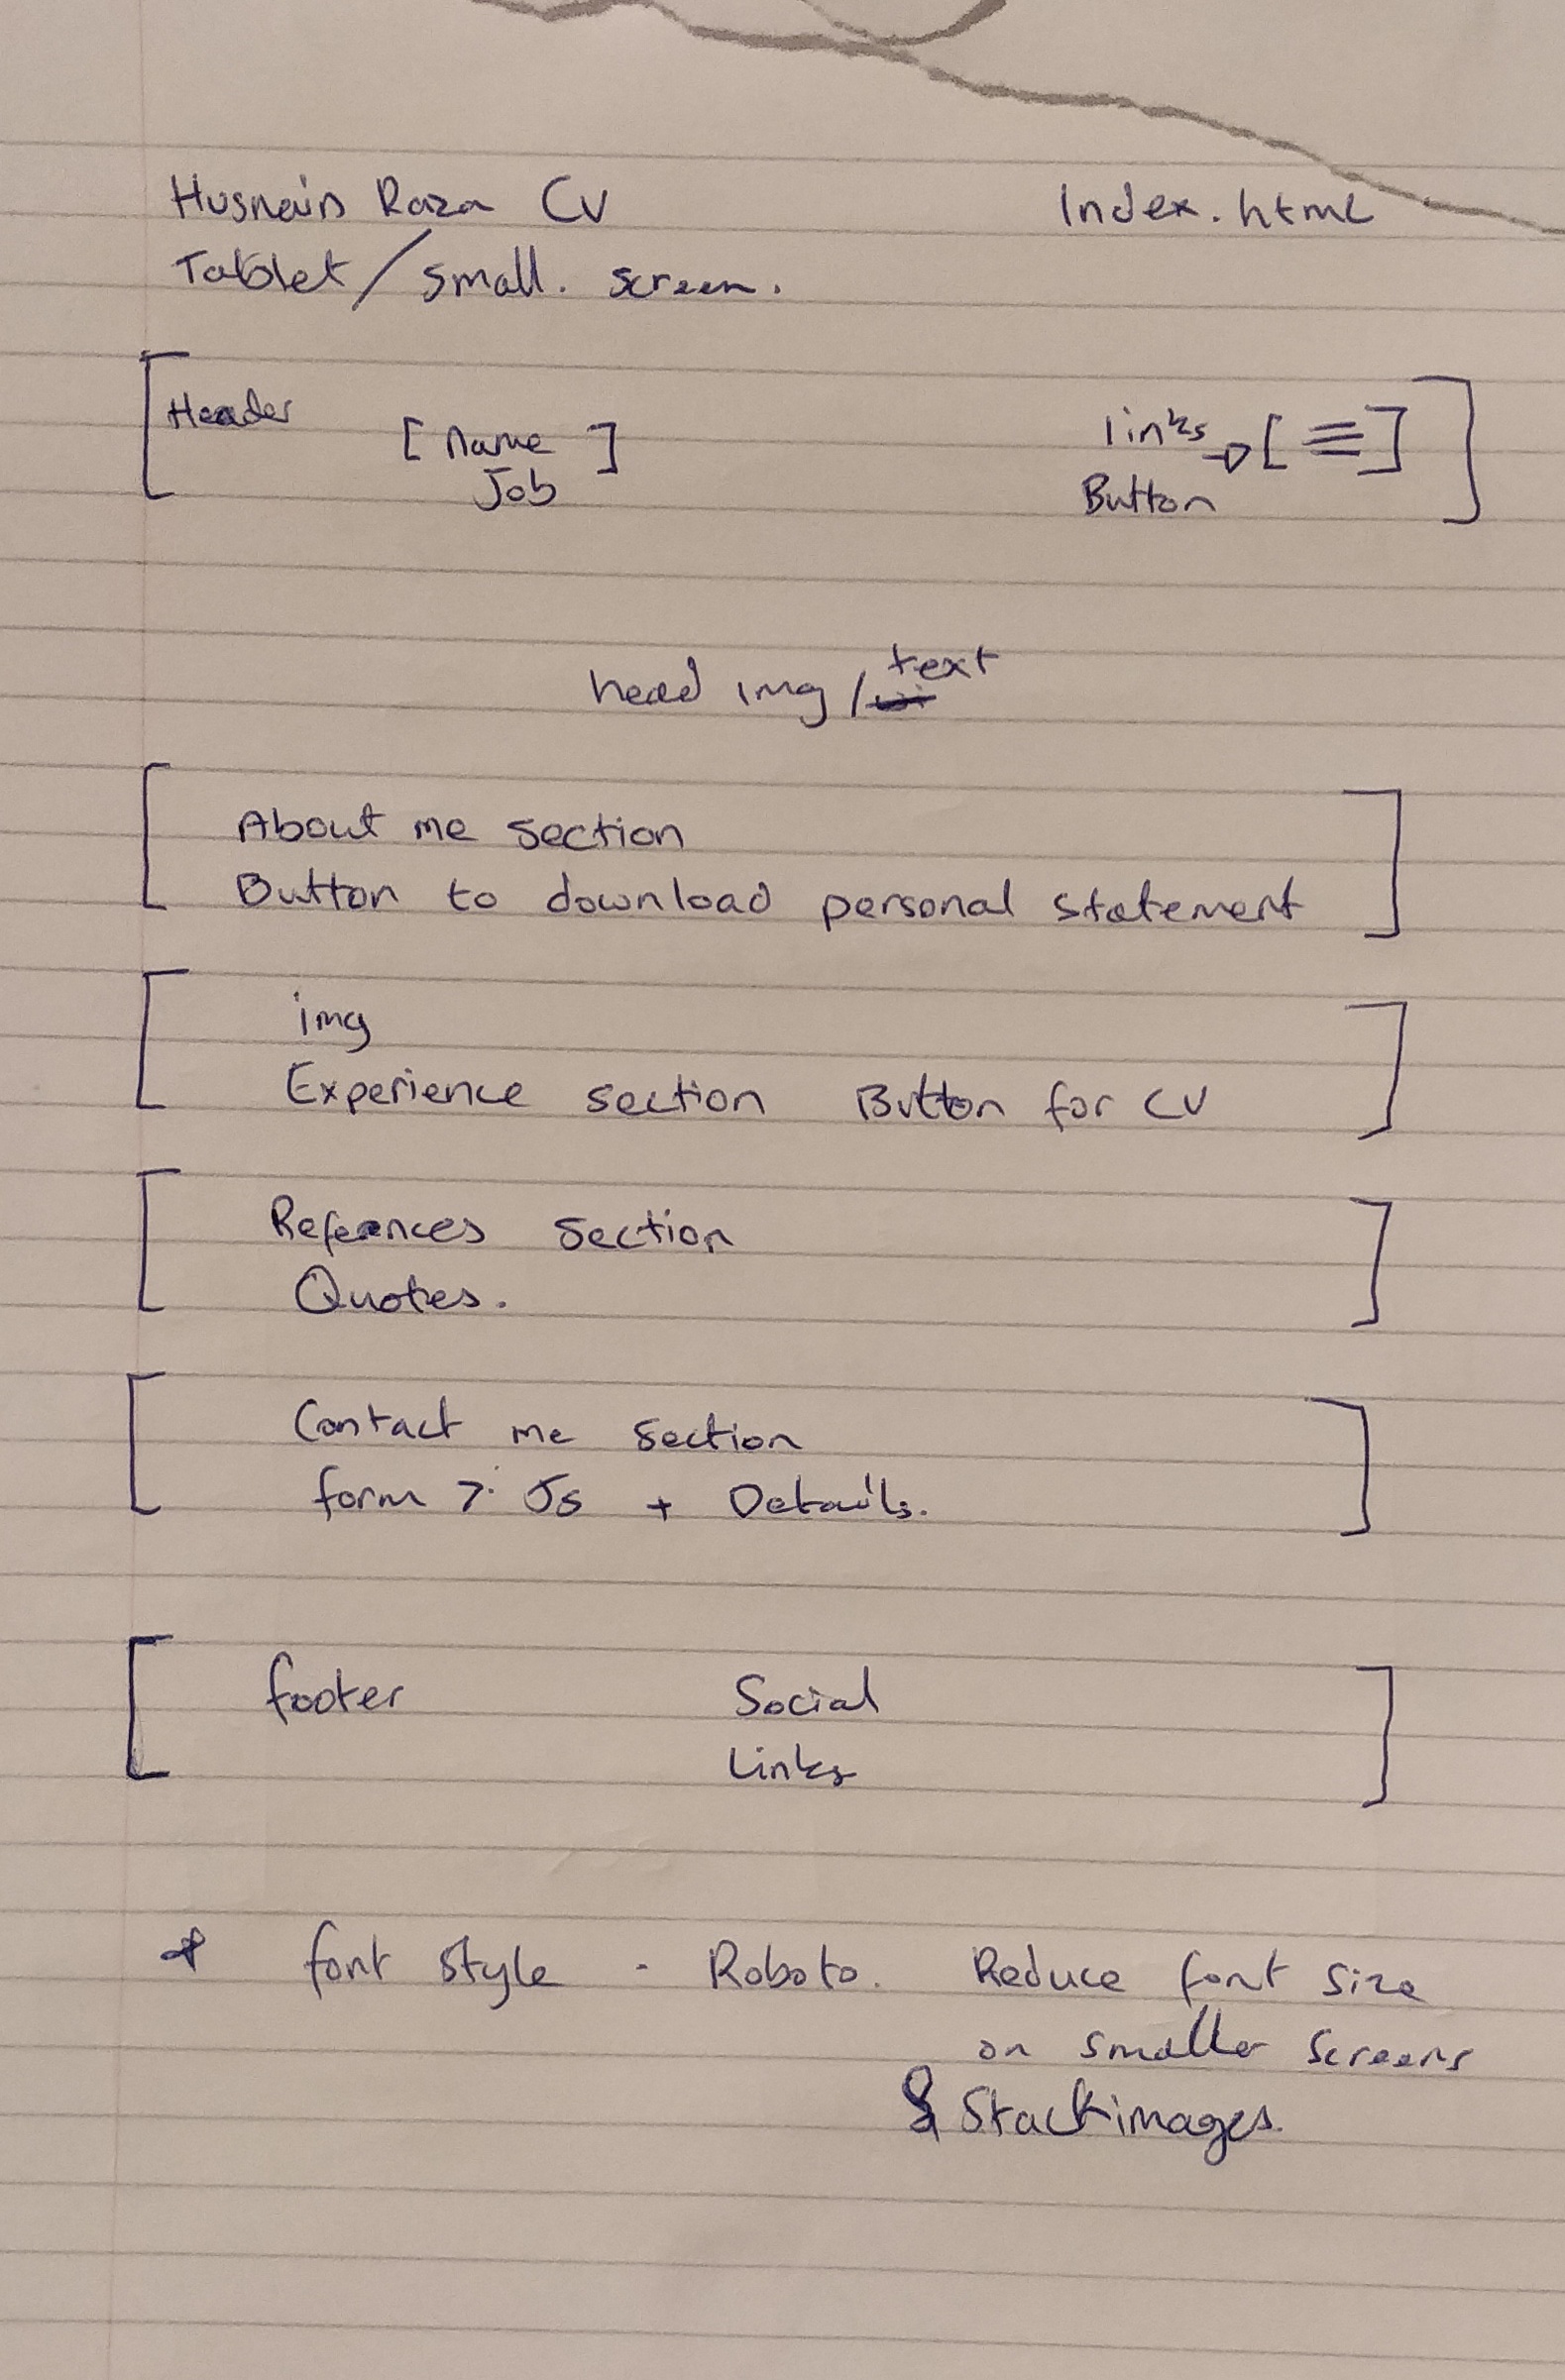 Husnain Raza CV
Index.html
Tablet/small. screen.
Header
[Name]
Job
links
Button
[≡]
head img/text
About me section
Button to download personal statement
img
Experience section Button for CV
Refernces section
Quotes.
Contact me section
form > JS + Details.
footer
Social
Links
* font style - Roboto. Reduce font size
on smaller screens
& Stack images.